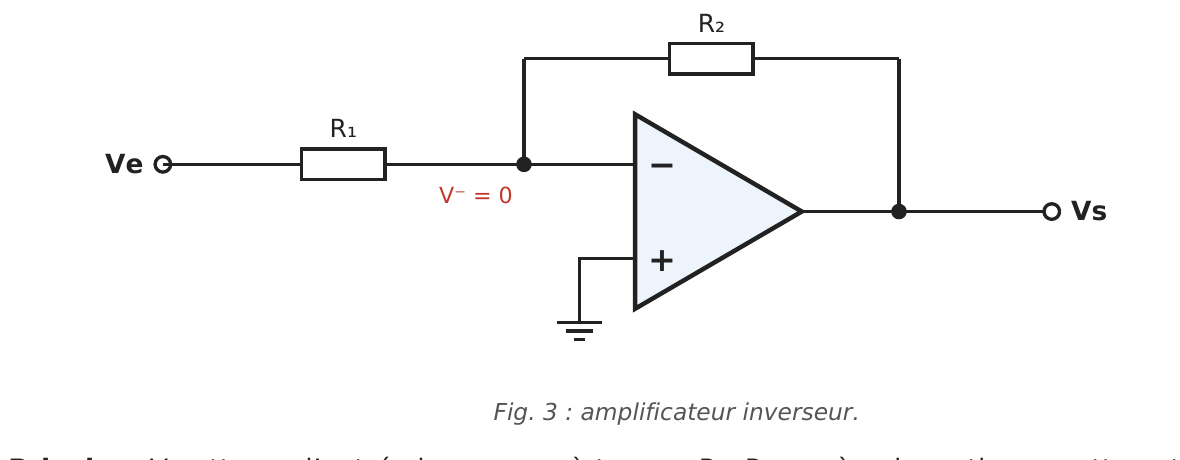 R₂
R₁
Ve
V⁻ = 0
−
+
Vs
Fig. 3 : amplificateur inverseur.